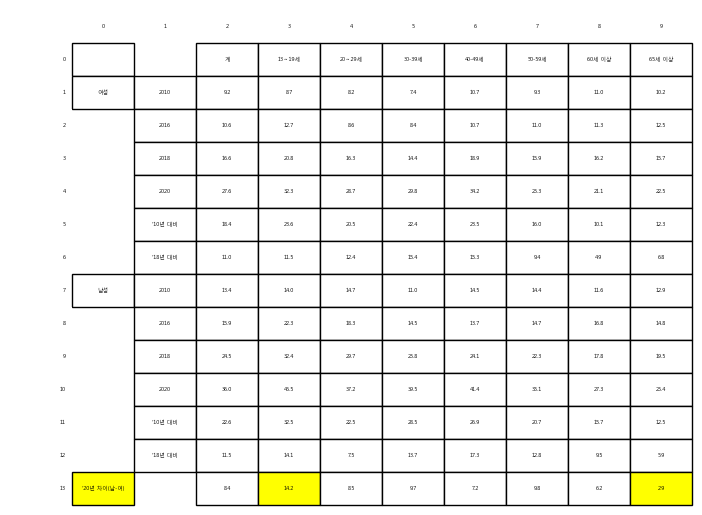 0 1 2 3 4 5 6 7 8 9
0 계 15~19세 20~29세 30-39세 40-49세 50-59세 60세 이상 65세 이상
1 여성 2010 9.2 8.7 8.2 7.4 10.7 9.3 11.0 10.2
2 2016 10.6 12.7 8.6 8.4 10.7 11.0 11.3 12.5
3 2018 16.6 20.8 16.3 14.4 18.9 15.9 16.2 15.7
4 2020 27.6 32.3 28.7 29.8 34.2 25.3 21.1 22.5
5 '10년 대비 18.4 23.6 20.5 22.4 23.5 16.0 10.1 12.3
6 '18년 대비 11.0 11.5 12.4 15.4 15.3 9.4 4.9 6.8
7 남성 2010 13.4 14.0 14.7 11.0 14.5 14.4 11.6 12.9
8 2016 15.9 22.3 18.3 14.5 13.7 14.7 16.8 14.8
9 2018 24.5 32.4 29.7 25.8 24.1 22.3 17.8 19.5
10 2020 36.0 46.5 37.2 39.5 41.4 35.1 27.3 25.4
11 '10년 대비 22.6 32.5 22.5 28.5 26.9 20.7 15.7 12.5
12 '18년 대비 11.5 14.1 7.5 13.7 17.3 12.8 9.5 5.9
13 '20년 차이(남-여) 8.4 14.2 8.5 9.7 7.2 9.8 6.2 2.9